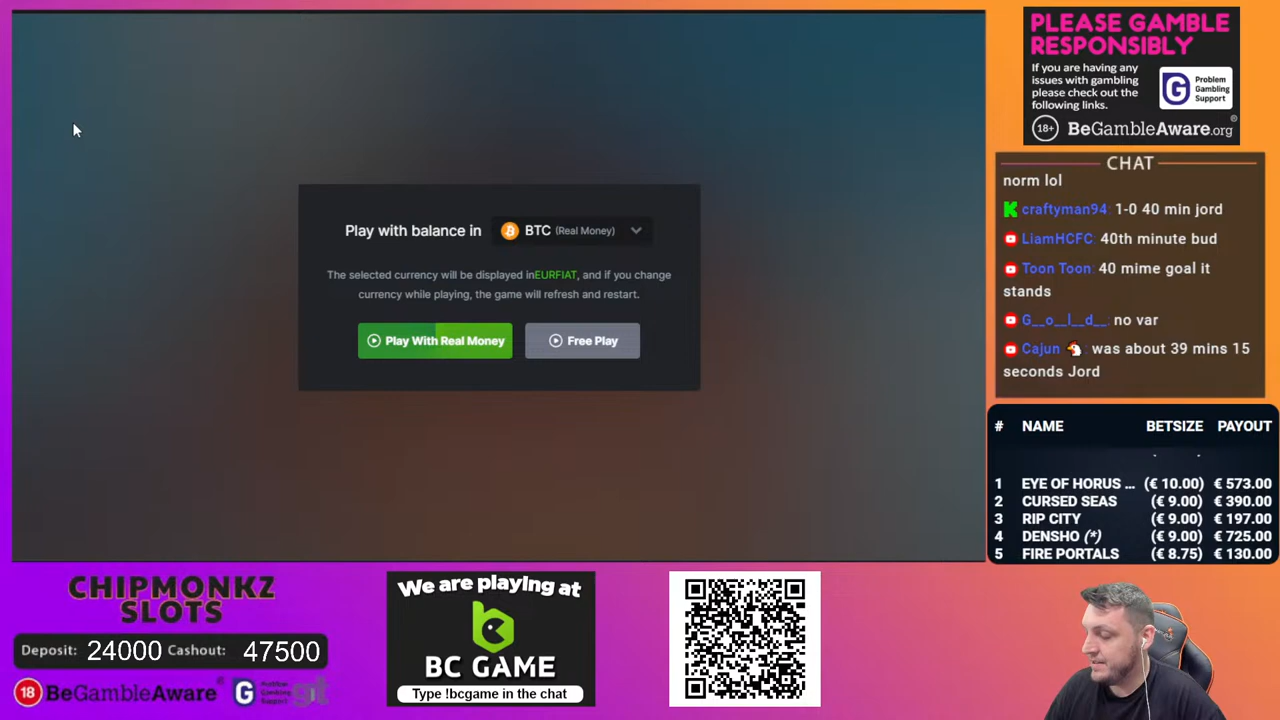 PLEASE GAMBLE
RESPONSIBLY
If you are having any
issues with gambling
please check out the
following links.
G
Problem
Gambling
Support
18+
BeGambleAware.org
®
Play with balance in
BTC (Real Money)
The selected currency will be displayed inEURFIAT, and if you change
currency while playing, the game will refresh and restart.
Play With Real Money
Free Play
CHAT
norm lol
craftyman94: 1-0 40 min jord
LiamHCFC: 40th minute bud
Toon Toon: 40 mime goal it
stands
G__o__l__d__: no var
Cajun: was about 39 mins 15
seconds Jord
# NAME BETSIZE PAYOUT
1 EYE OF HORUS ... (€ 10.00) € 573.00
2 CURSED SEAS (€ 9.00) € 390.00
3 RIP CITY (€ 9.00) € 197.00
4 DENSHO (*) (€ 9.00) € 725.00
5 FIRE PORTALS (€ 8.75) € 130.00
CHIPMONKZ
SLOTS
Deposit: 24000 Cashout: 47500
18 BeGambleAware
We are playing at
BC GAME
Type !bcgame in the chat